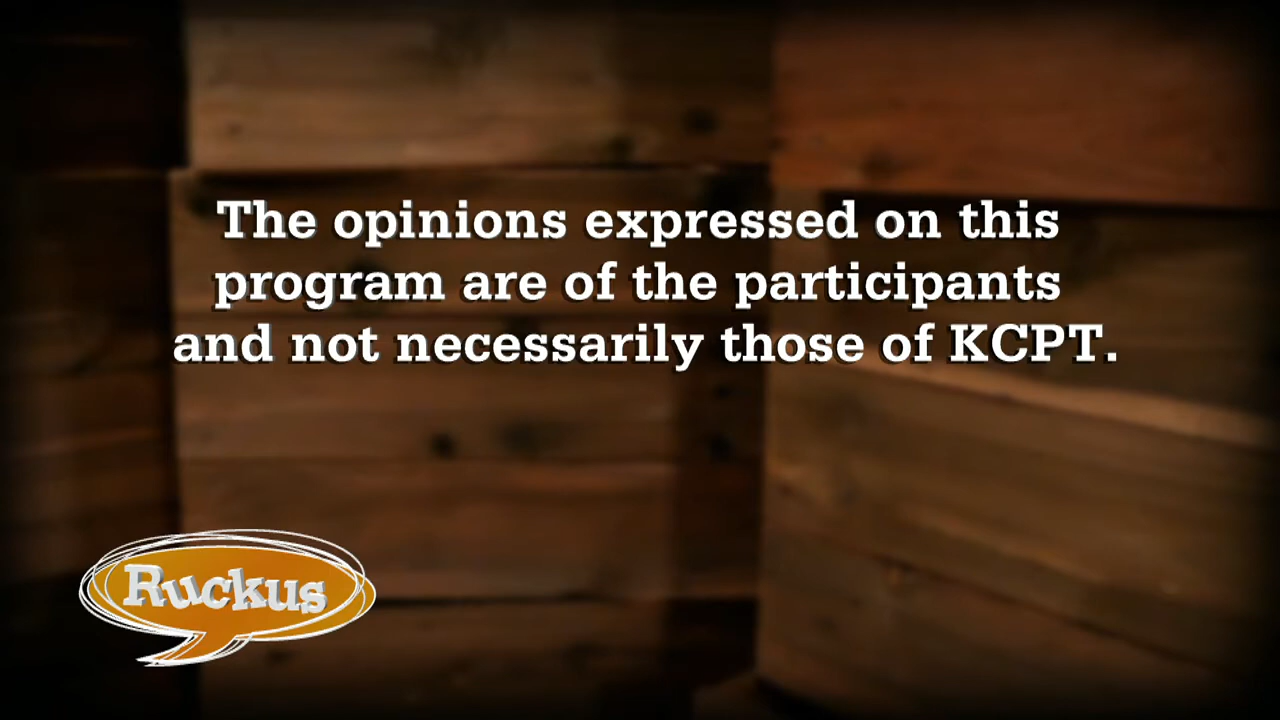 The opinions expressed on this
program are of the participants
and not necessarily those of KCPT.
Ruckus